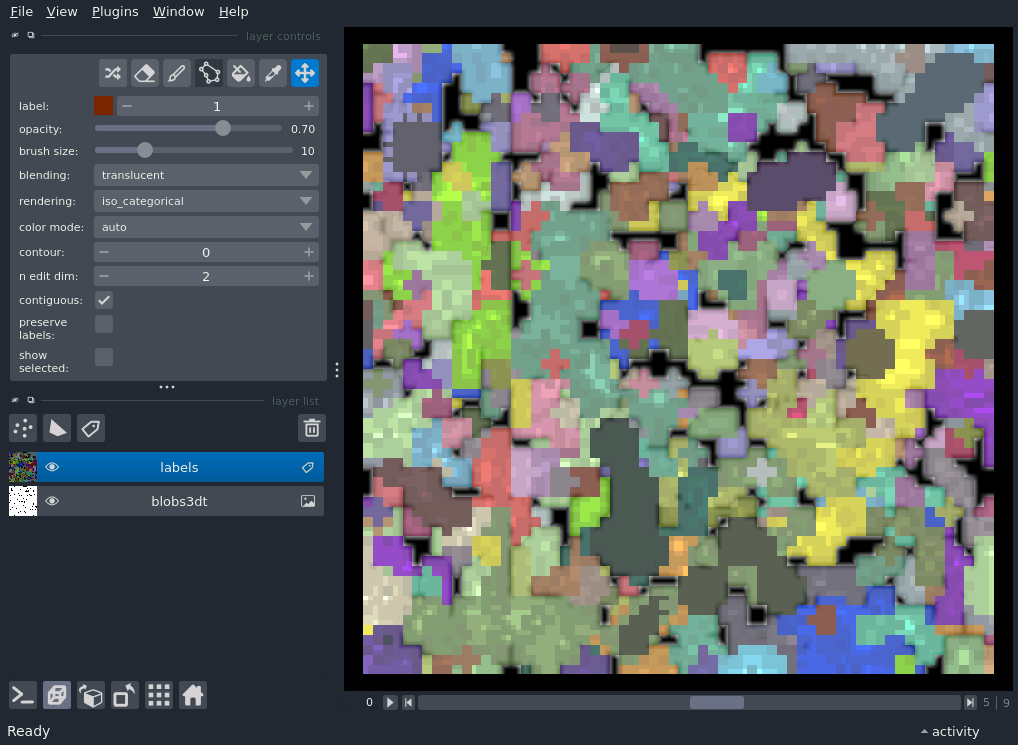 File View Plugins Window Help
layer controls
label: 1
opacity: 0.70
brush size: 10
blending: translucent
rendering: iso_categorical
color mode: auto
contour: 0
n edit dim: 2
contiguous:
preserve
labels:
show
selected:
layer list
labels
blobs3dt
0 5 | 9
Ready activity